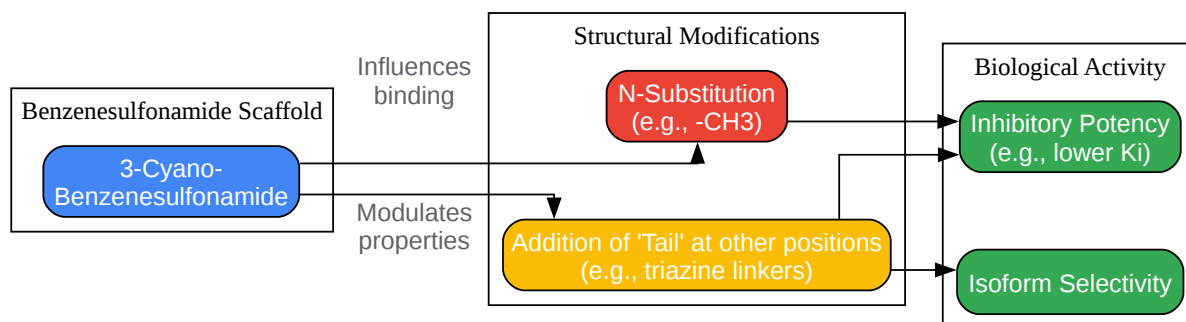 Benzenesulfonamide Scaffold
3-Cyano-
Benzenesulfonamide
Influences
binding
Modulates
properties
Structural Modifications
N-Substitution
(e.g., -CH3)
Addition of 'Tail' at other positions
(e.g., triazine linkers)
Biological Activity
Inhibitory Potency
(e.g., lower Ki)
Isoform Selectivity